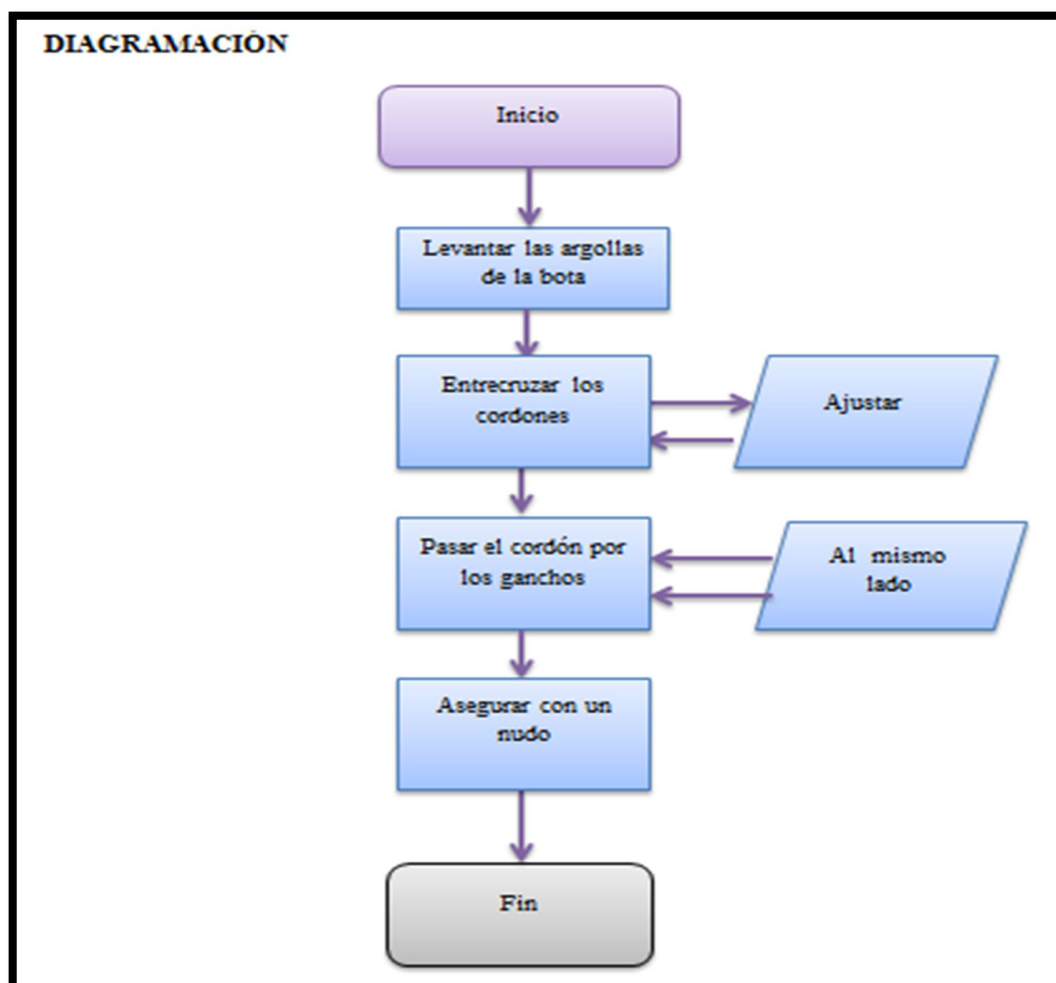 DIAGRAMACIÓN
Inicio
Levantar las argollas
de la bota
Entrecruzar los
cordones
Ajustar
Pasar el cordón por
los ganchos
Al mismo
lado
Asegurar con un
nudo
Fin